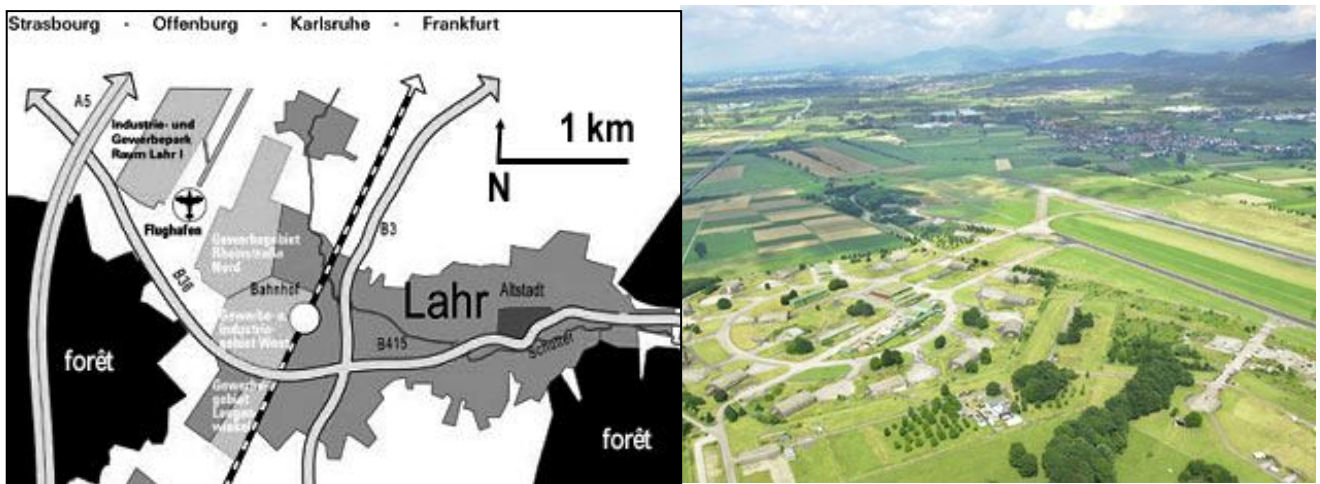 Strasbourg - Offenburg - Karlsruhe - Frankfurt
A5
Industrie- und
Gewerbepark
Raum Lahr I
1 km
N
Flughafen
B3
Gewerbegebiet
Rheinstraße
Nord
B36
Bahnhof
Lahr
Altstadt
Gewerbe- u.
industrie-
gebiet West
B415
Schutter
forêt
Gewerbe-
gebiet
Langen
winkel
forêt